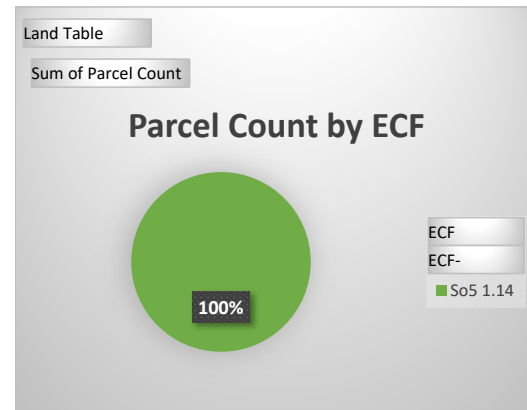 Land Table
Sum of Parcel Count
Parcel Count by ECF
ECF
ECF-
So5 1.14
100%